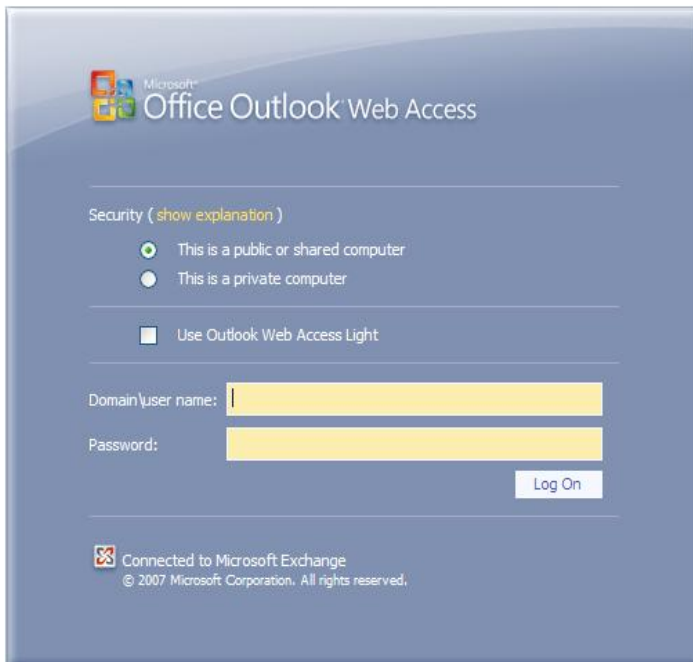 Microsoft®
Office Outlook® Web Access
Security ( show explanation )
This is a public or shared computer
This is a private computer
Use Outlook Web Access Light
Domain\user name:
Password:
Log On
Connected to Microsoft Exchange
© 2007 Microsoft Corporation. All rights reserved.